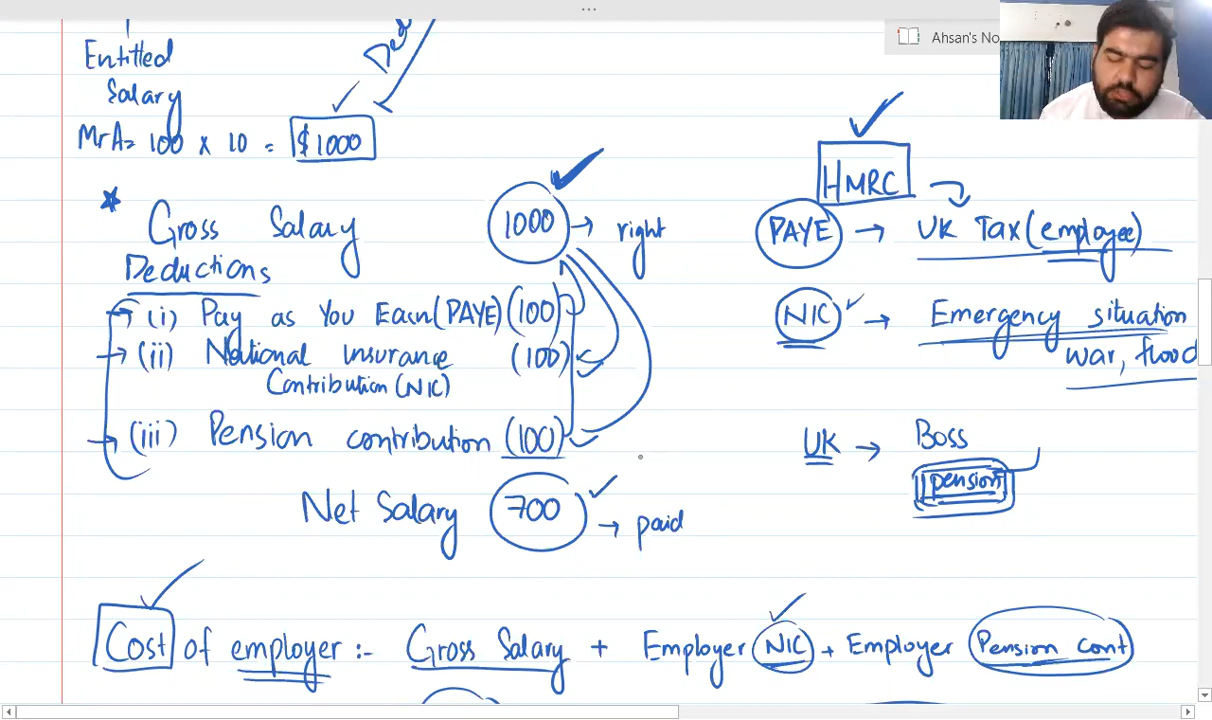 Ahsan's No
Entitled
Salary
Mr A = 100 x 10 = $1000
HMRC
* Gross Salary 1000 → right
PAYE → UK Tax (employee)
Deductions
(i) Pay as You Earn (PAYE) (100)
NIC → Emergency situation
war, flood
(ii) National insurance (100)
Contribution (NIC)
(iii) Pension contribution (100)
UK → Boss
pension
Net Salary 700 → paid
Cost of employer :- Gross Salary + Employer NIC + Employer Pension cont